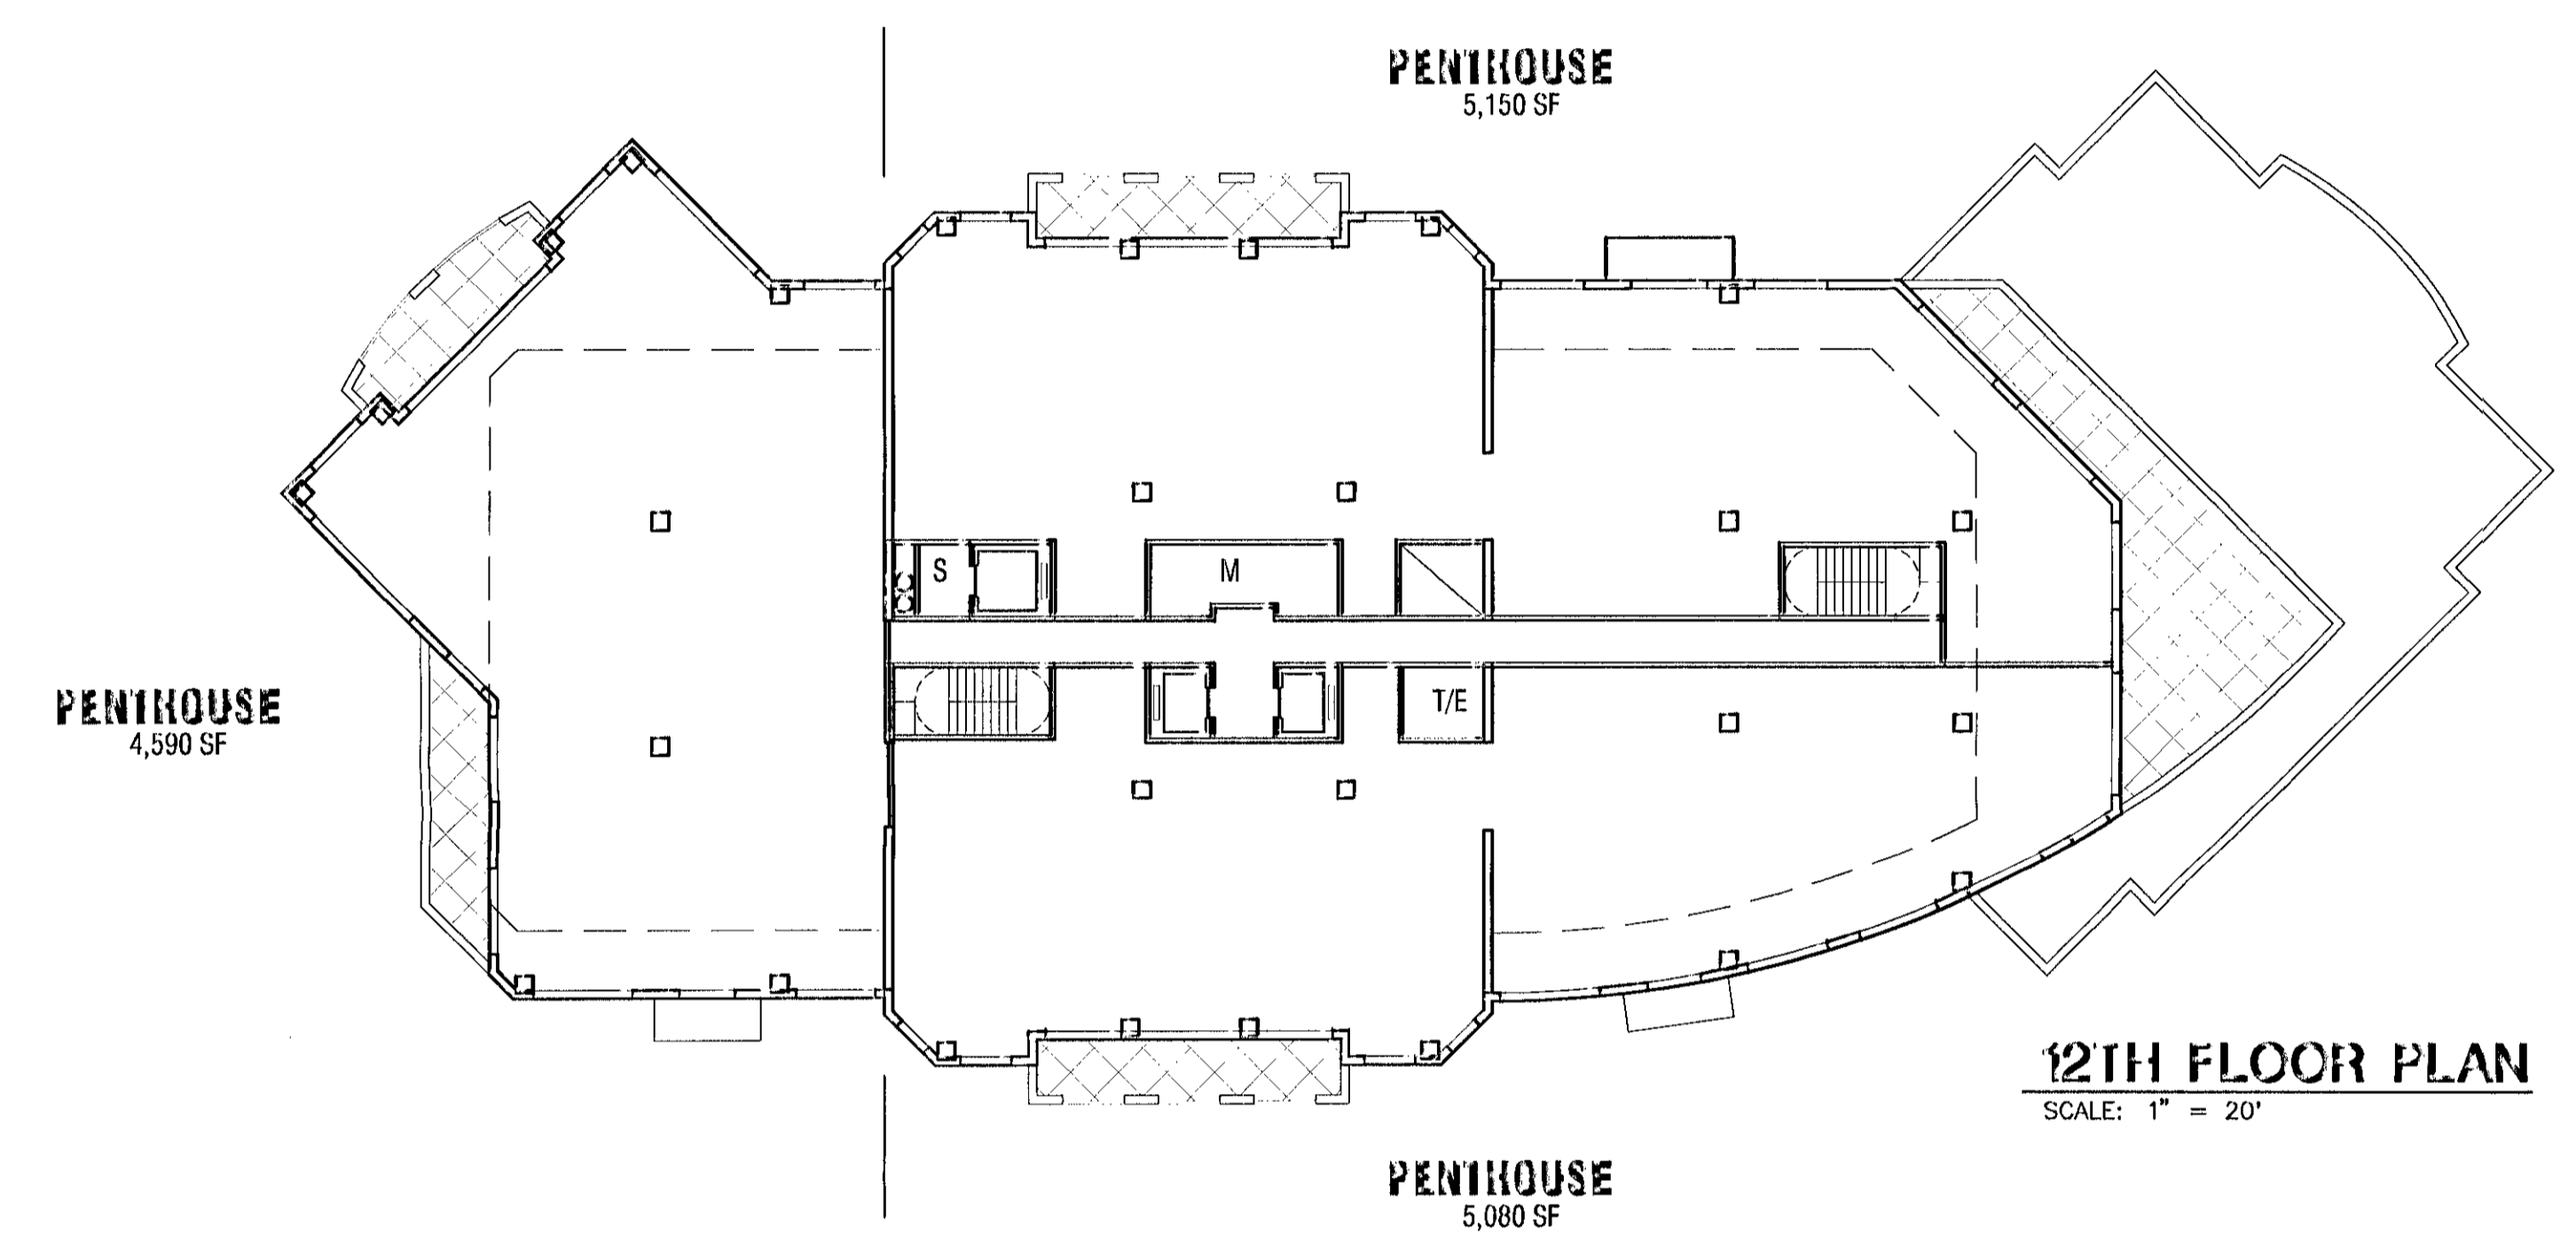 PENTHOUSE
5,150 SF
S
M
T/E
PENTHOUSE
4,590 SF
12TH FLOOR PLAN
SCALE: 1" = 20'
PENTHOUSE
5,080 SF